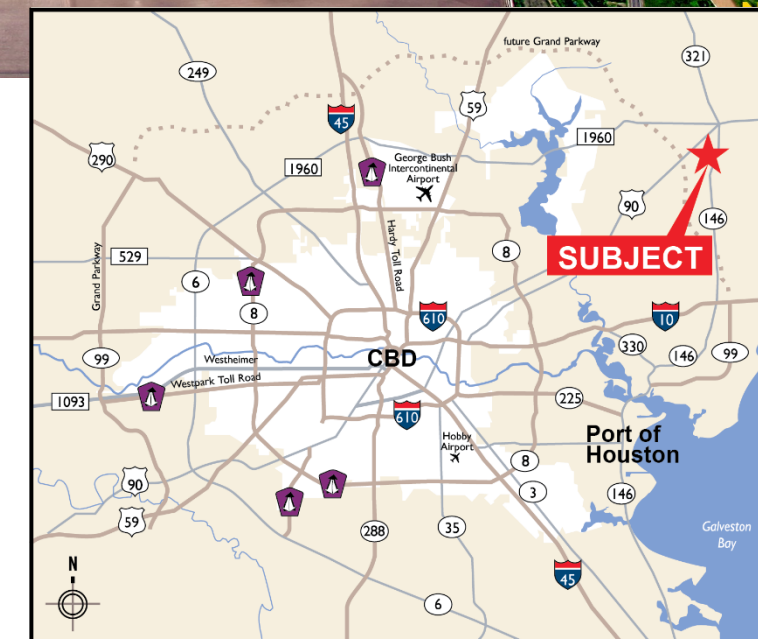 future Grand Parkway
321
249
59
45
1960
290
George Bush
Intercontinental
Airport
1960
90
146
SUBJECT
Hardy Toll Road
8
529
Grand Parkway
6
8
610
10
330
146
99
CBD
99
Westheimer
Westpark Toll Road
1093
225
610
Port of
Houston
Hobby
Airport
8
90
3
146
59
288
35
Galveston
Bay
N
45
6